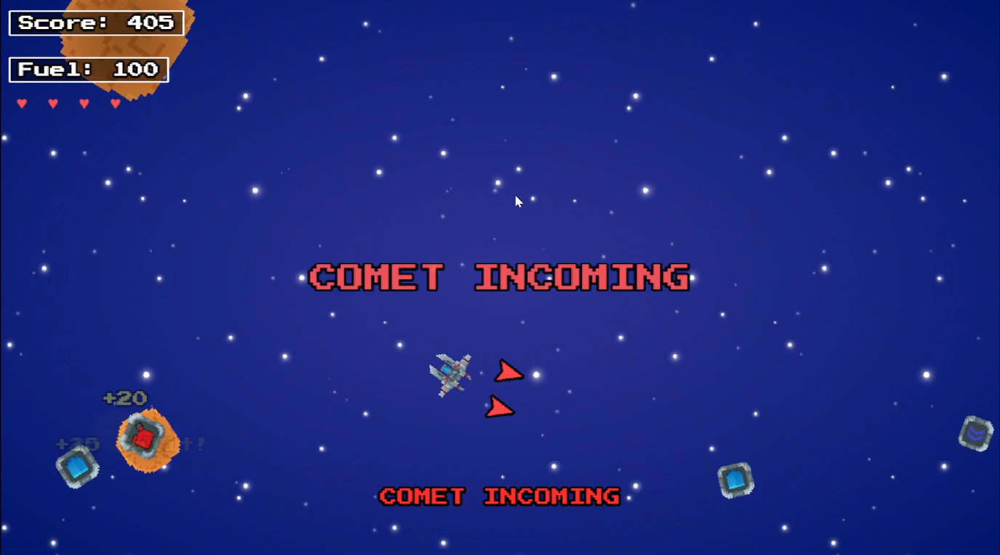 Score: 405
Fuel: 100
COMET INCOMING
+20
COMET INCOMING